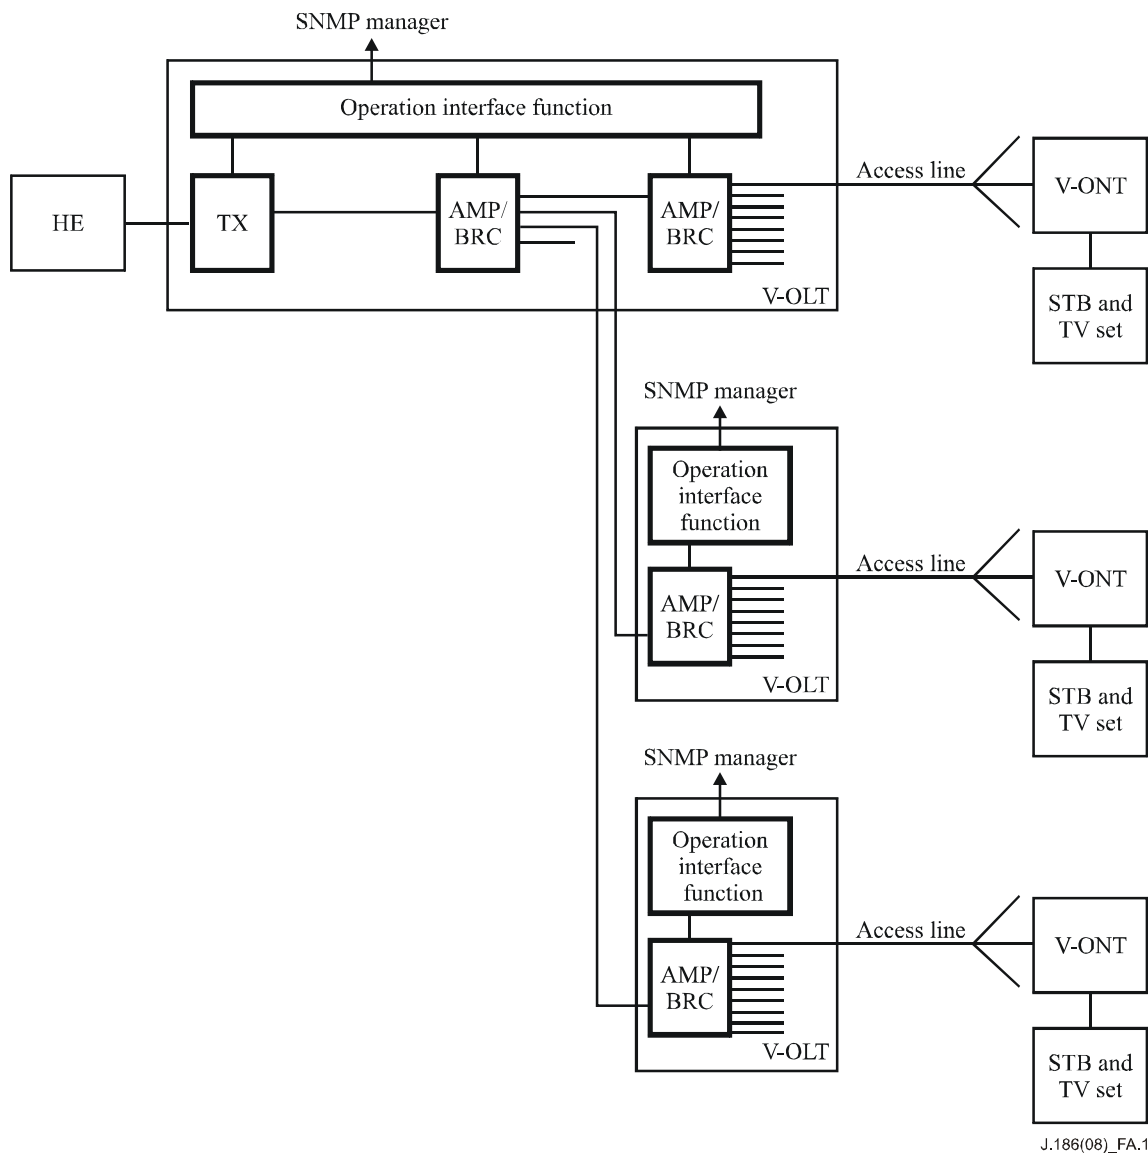 SNMP manager
Operation interface function
HE
TX
AMP/
BRC
AMP/
BRC
Access line
V-ONT
V-OLT
STB and
TV set
SNMP manager
Operation
interface
function
AMP/
BRC
Access line
V-ONT
V-OLT
STB and
TV set
SNMP manager
Operation
interface
function
AMP/
BRC
Access line
V-ONT
V-OLT
STB and
TV set
J.186(08)_FA.1